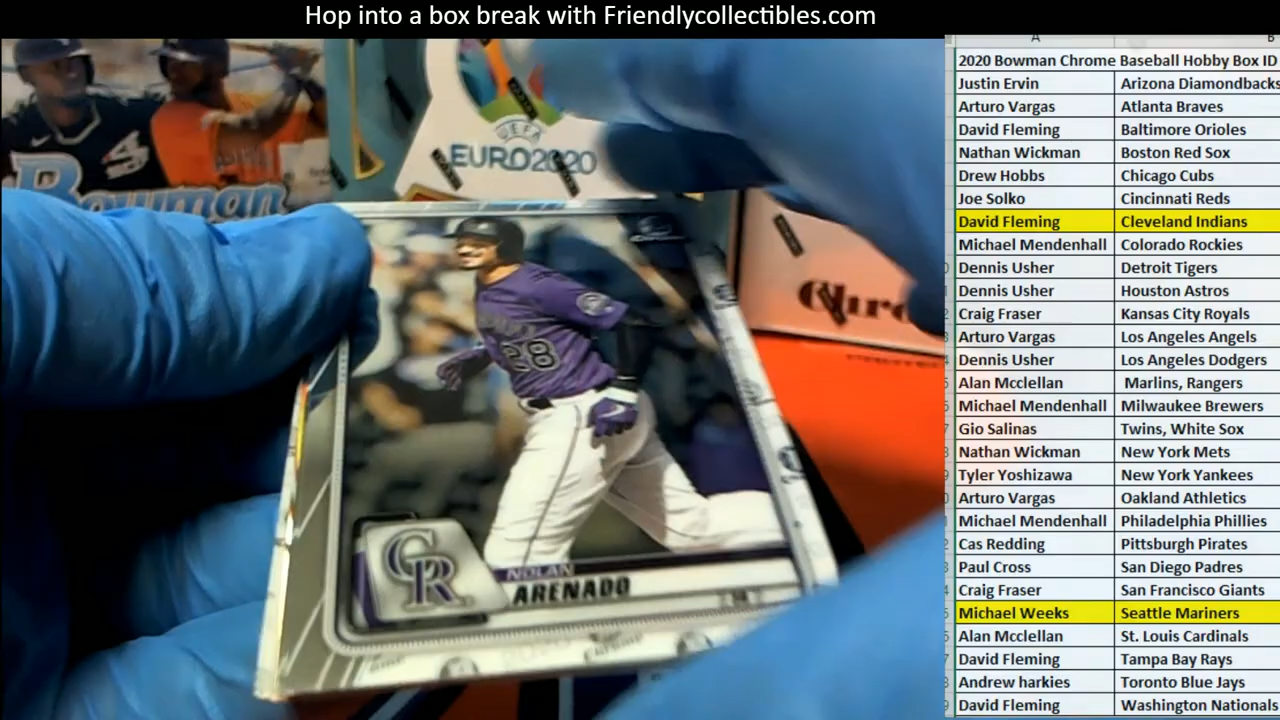 Hop into a box break with Friendlycollectibles.com
Bowman
UEFA
EURO2020
Chro
28
CR
NOLAN
ARENADO
A B
2020 Bowman Chrome Baseball Hobby Box ID
Justin Ervin Arizona Diamondbacks
Arturo Vargas Atlanta Braves
David Fleming Baltimore Orioles
Nathan Wickman Boston Red Sox
Drew Hobbs Chicago Cubs
Joe Solko Cincinnati Reds
David Fleming Cleveland Indians
Michael Mendenhall Colorado Rockies
Dennis Usher Detroit Tigers
Dennis Usher Houston Astros
Craig Fraser Kansas City Royals
Arturo Vargas Los Angeles Angels
Dennis Usher Los Angeles Dodgers
Alan Mcclellan Marlins, Rangers
Michael Mendenhall Milwaukee Brewers
Gio Salinas Twins, White Sox
Nathan Wickman New York Mets
Tyler Yoshizawa New York Yankees
Arturo Vargas Oakland Athletics
Michael Mendenhall Philadelphia Phillies
Cas Redding Pittsburgh Pirates
Paul Cross San Diego Padres
Craig Fraser San Francisco Giants
Michael Weeks Seattle Mariners
Alan Mcclellan St. Louis Cardinals
David Fleming Tampa Bay Rays
Andrew harkies Toronto Blue Jays
David Fleming Washington Nationals